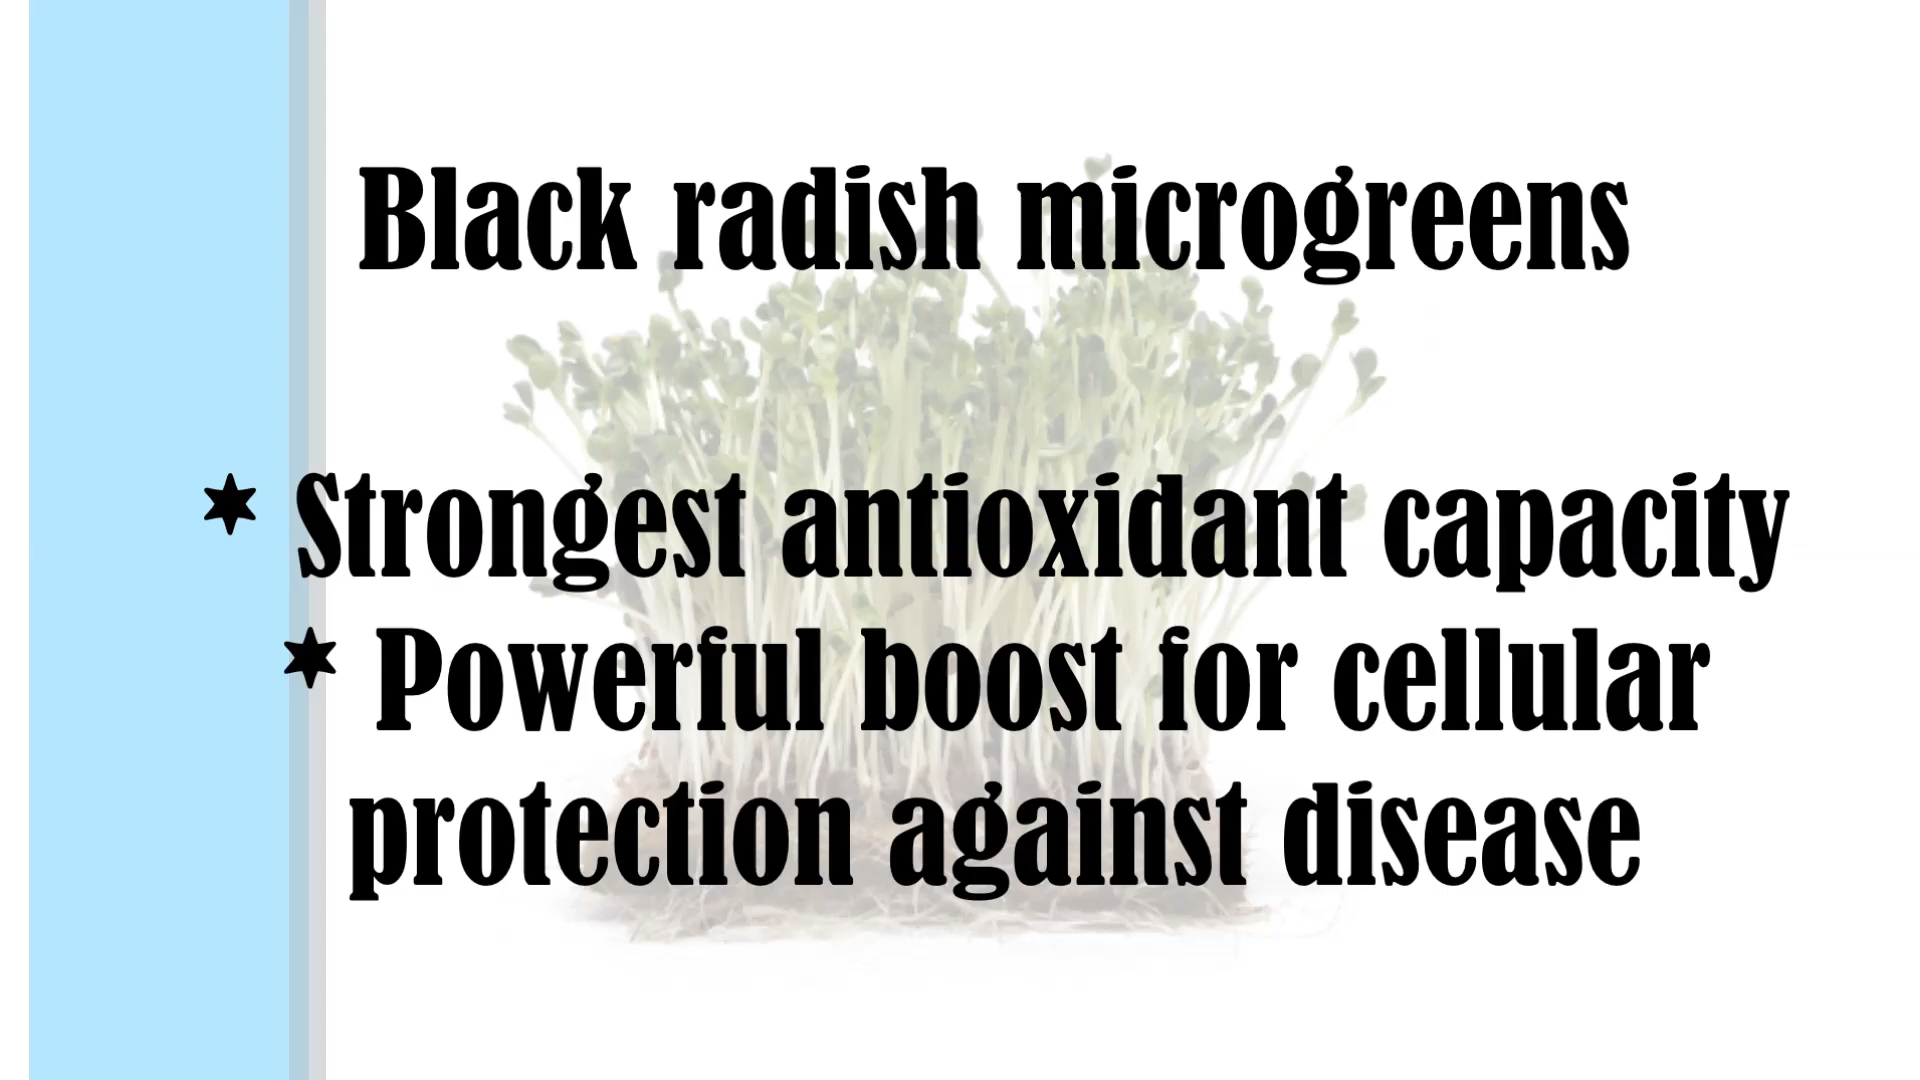 Black radish microgreens
* Strongest antioxidant capacity
* Powerful boost for cellular
protection against disease